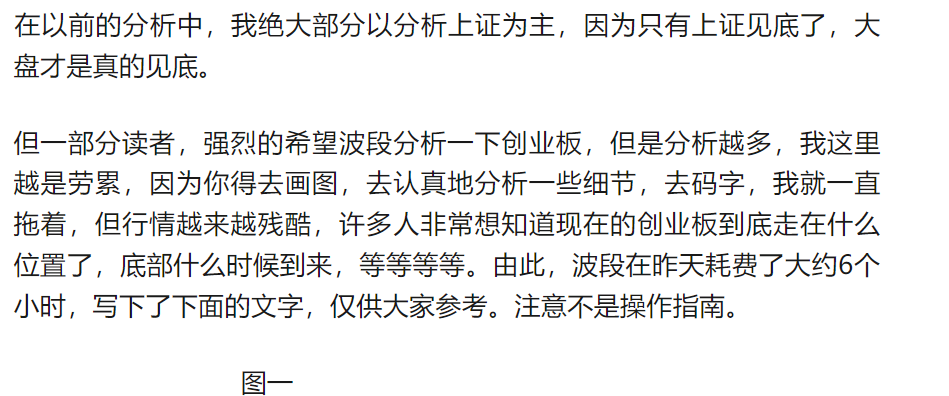 在以前的分析中，我绝大部分以分析上证为主，因为只有上证见底了，大
盘才是真的见底。
但一部分读者，强烈的希望波段分析一下创业板，但是分析越多，我这里
越是劳累，因为你得去画图，去认真地分析一些细节，去码字，我就一直
拖着，但行情越来越残酷，许多人非常想知道现在的创业板到底走在什么
位置了，底部什么时候到来，等等等等。由此，波段在昨天耗费了大约6个
小时，写下了下面的文字，仅供大家参考。注意不是操作指南。
图一